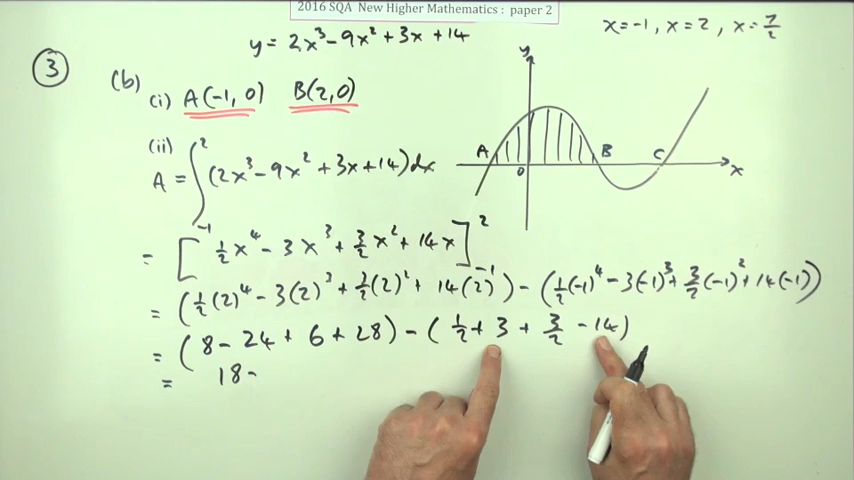 2016 SQA New Higher Mathematics : paper 2
y = 2x³ - 9x² + 3x + 14
x = -1, x = 2, x = 7/2
3
(b)
(i) A(-1, 0) B(2, 0)
(ii)
A = ∫₋₁² (2x³ - 9x² + 3x + 14) dx
= [½x⁴ - 3x³ + 3/2 x² + 14x]₋₁²
= (½(2)⁴ - 3(2)³ + 3/2(2)² + 14(2)) - (½(-1)⁴ - 3(-1)³ + 3/2(-1)² + 14(-1))
= (8 - 24 + 6 + 28) - (½ + 3 + 3/2 - 14)
= 18 -
y
A
B
C
O
x